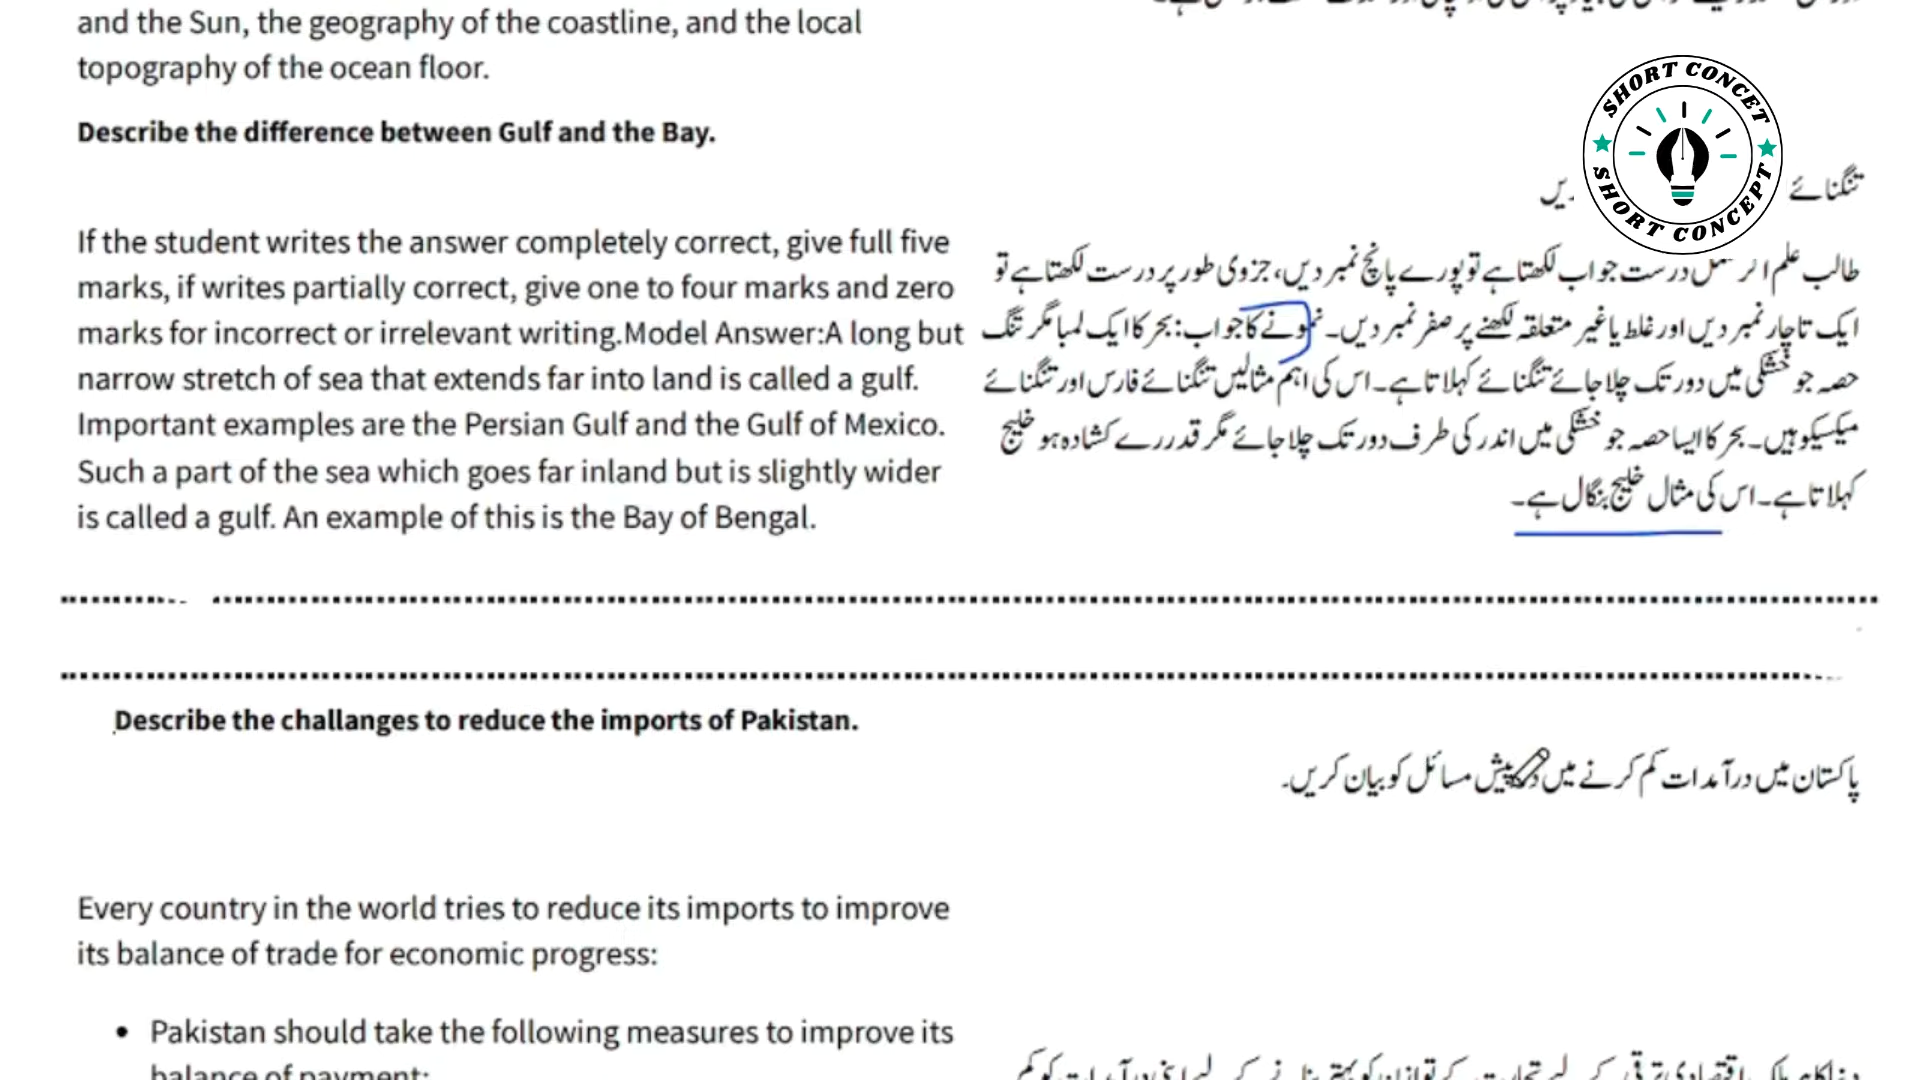 and the Sun, the geography of the coastline, and the local
topography of the ocean floor.
Describe the difference between Gulf and the Bay.
If the student writes the answer completely correct, give full five
marks, if writes partially correct, give one to four marks and zero
marks for incorrect or irrelevant writing.Model Answer:A long but
narrow stretch of sea that extends far into land is called a gulf.
Important examples are the Persian Gulf and the Gulf of Mexico.
Such a part of the sea which goes far inland but is slightly wider
is called a gulf. An example of this is the Bay of Bengal.
SHORT CONCET
SHORT CONCEPT
تنگنائے
طالب علم درست جواب لکھتا ہے تو پورے پانچ نمبر دیں، جزوی طور پر درست لکھتا ہے تو
ایک تا چار نمبر دیں اور غلط یا غیر متعلقہ لکھنے پر صفر نمبر دیں۔ نمونے کا جواب: بحر کا ایک لمبا مگر تنگ
حصہ جو خشکی میں دور تک چلا جائے تنگنائے کہلاتا ہے۔ اس کی اہم مثالیں تنگنائے فارس اور تنگنائے
میکسیکو ہیں۔ بحر کا ایسا حصہ جو خشکی میں اندر کی طرف دور تک چلا جائے مگر قدررے کشادہ ہو خلیج
کہلاتا ہے۔ اس کی مثال خلیج بنگال ہے۔
Describe the challanges to reduce the imports of Pakistan.
پاکستان میں درآمدات کم کرنے میں مسائل کو بیان کریں۔
Every country in the world tries to reduce its imports to improve
its balance of trade for economic progress:
• Pakistan should take the following measures to improve its
balance of payment: